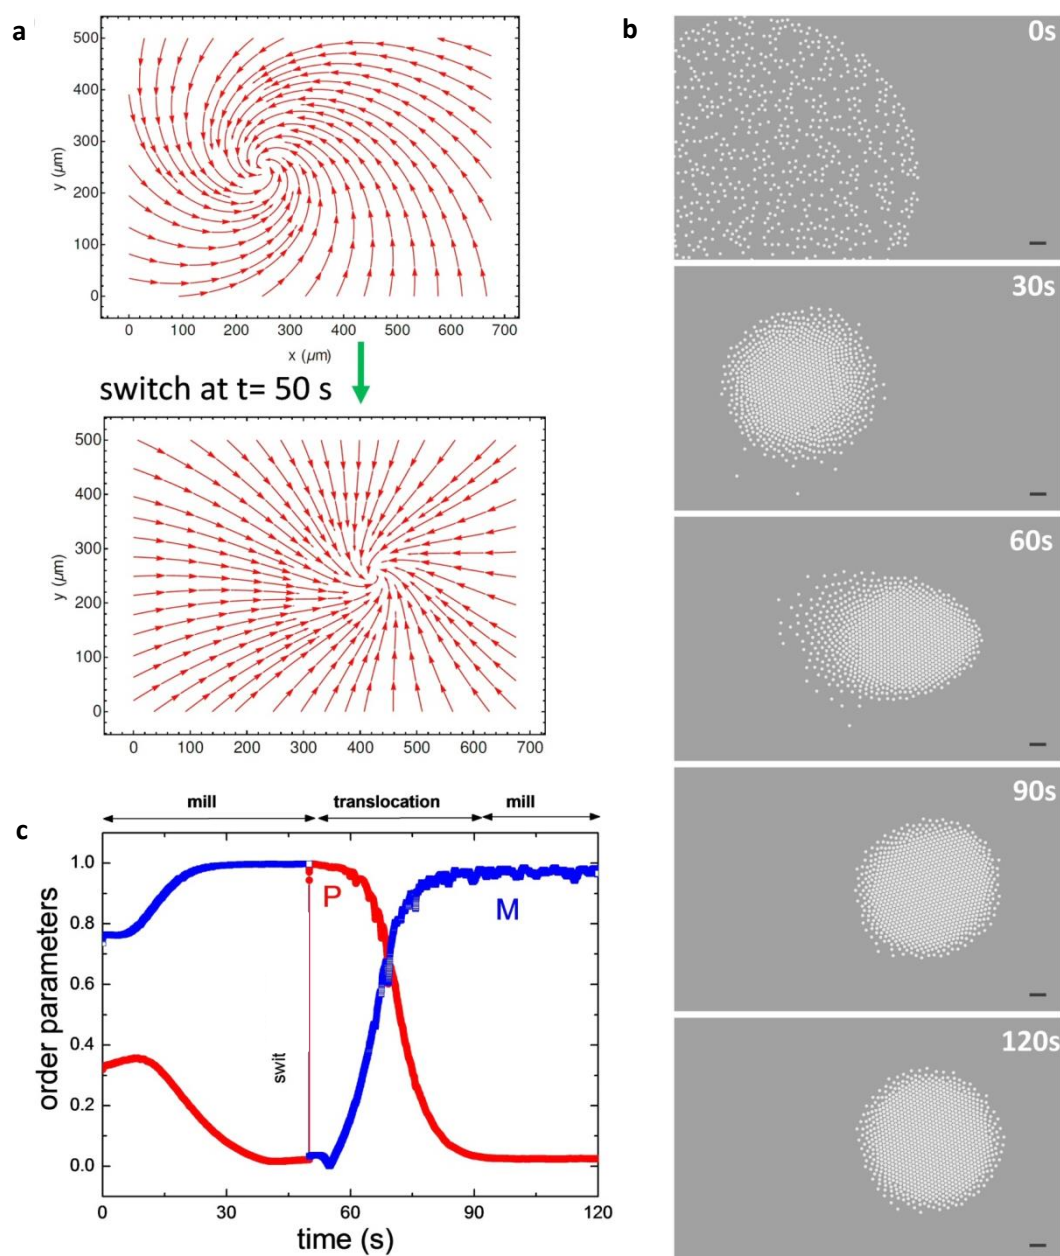 a
500
400
300
200
100
0
y (µm)
0 100 200 300 400 500 600 700
x (µm)
switch at t= 50 s
500
400
300
200
100
0
y (µm)
0 100 200 300 400 500 600 700
c
mill translocation mill
1.0
0.8
0.6
0.4
0.2
0.0
order parameters
P
M
swit
0 30 60 90 120
time (s)
b
0s
30s
60s
90s
120s